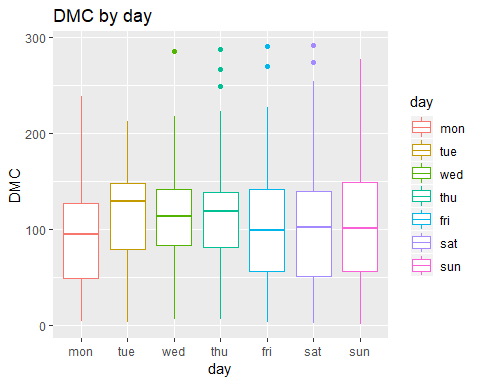 DMC by day
DMC
300
200
100
0
mon tue wed thu fri sat sun
day
day
mon
tue
wed
thu
fri
sat
sun